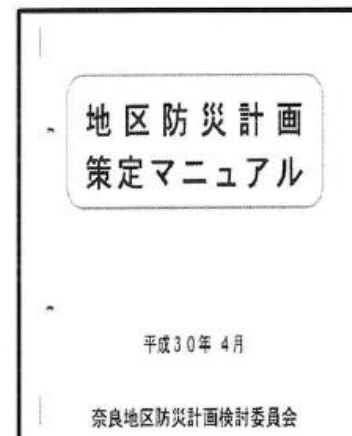 地区防災計画
策定マニュアル
平成30年 4月
奈良地区防災計画検討委員会